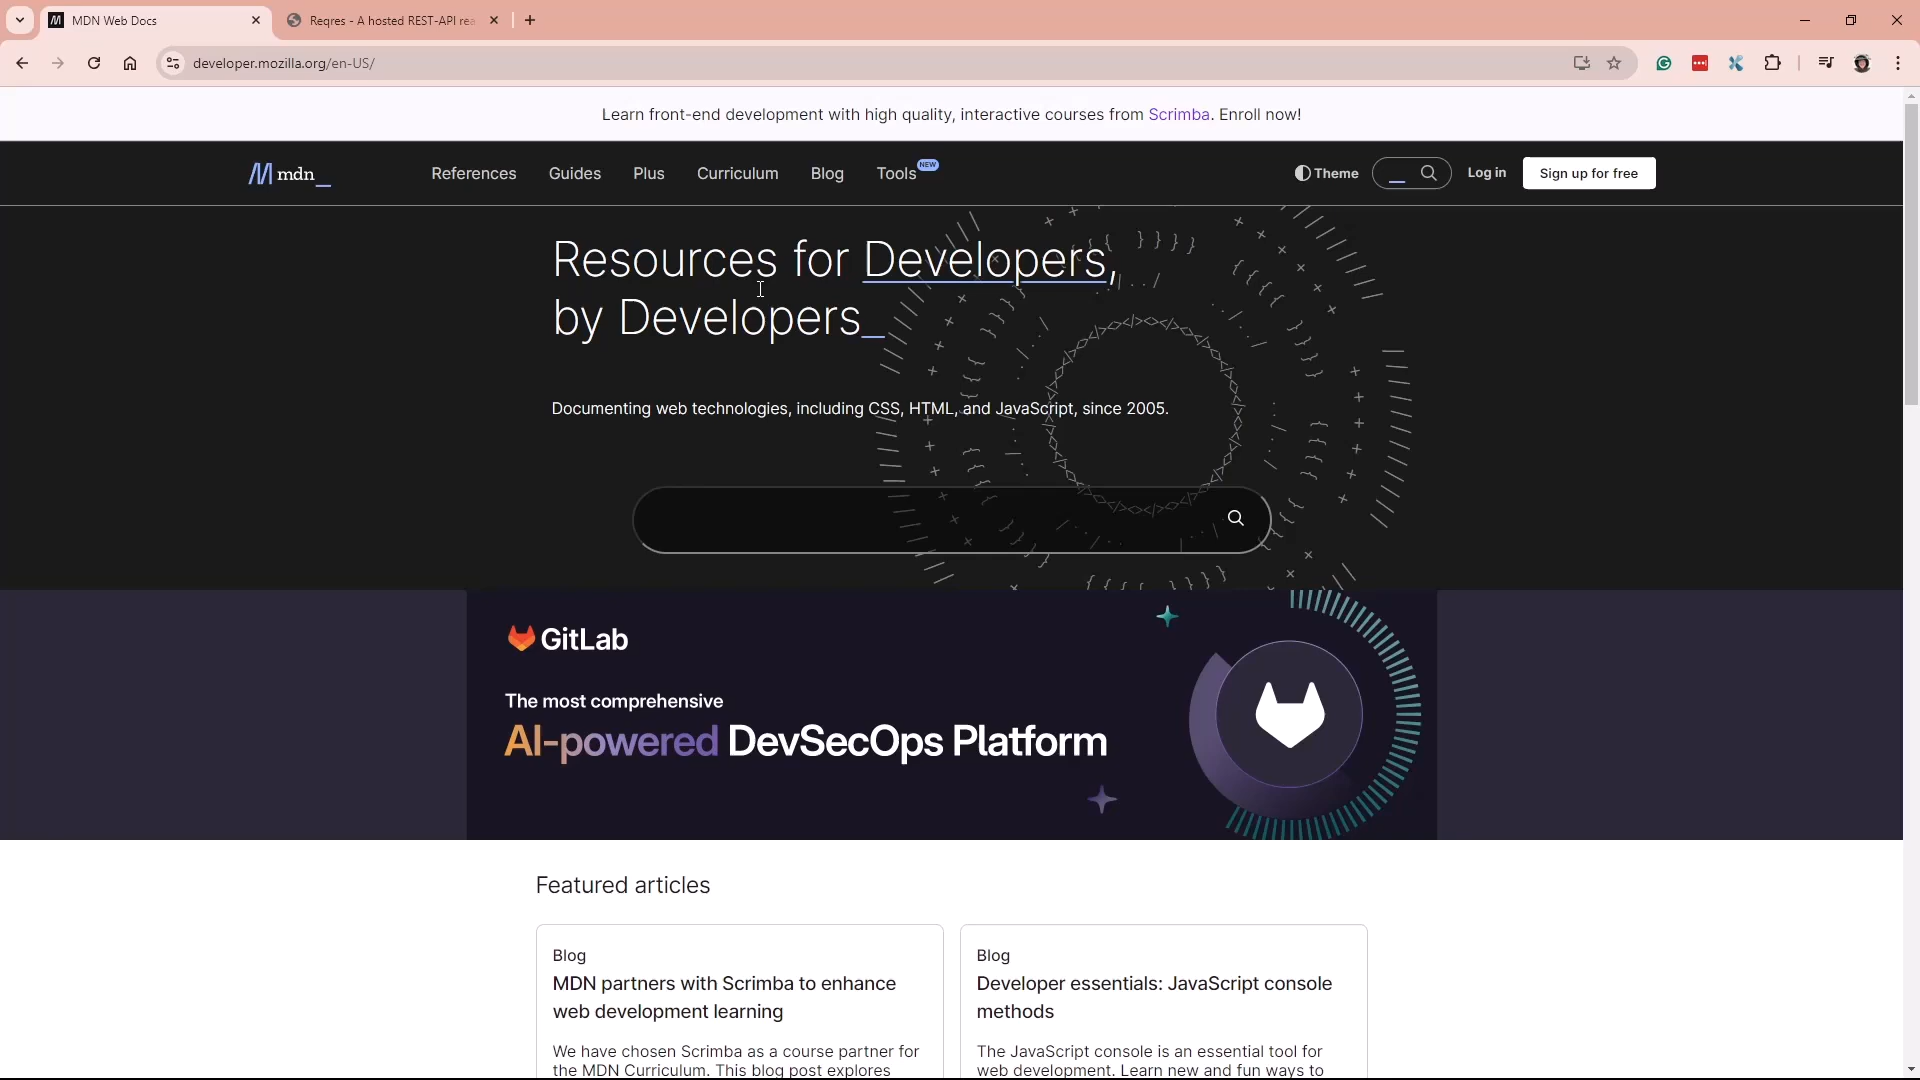 MDN Web Docs
Reqres - A hosted REST-API rea
developer.mozilla.org/en-US/
Learn front-end development with high quality, interactive courses from Scrimba. Enroll now!
mdn_
References
Guides
Plus
Curriculum
Blog
Tools
NEW
Theme
Log in
Sign up for free
Resources for Developers,
by Developers_
Documenting web technologies, including CSS, HTML, and JavaScript, since 2005.
GitLab
The most comprehensive
AI-powered DevSecOps Platform
Featured articles
Blog
MDN partners with Scrimba to enhance
web development learning
We have chosen Scrimba as a course partner for
the MDN Curriculum. This blog post explores
Blog
Developer essentials: JavaScript console
methods
The JavaScript console is an essential tool for
web development. Learn new and fun ways to